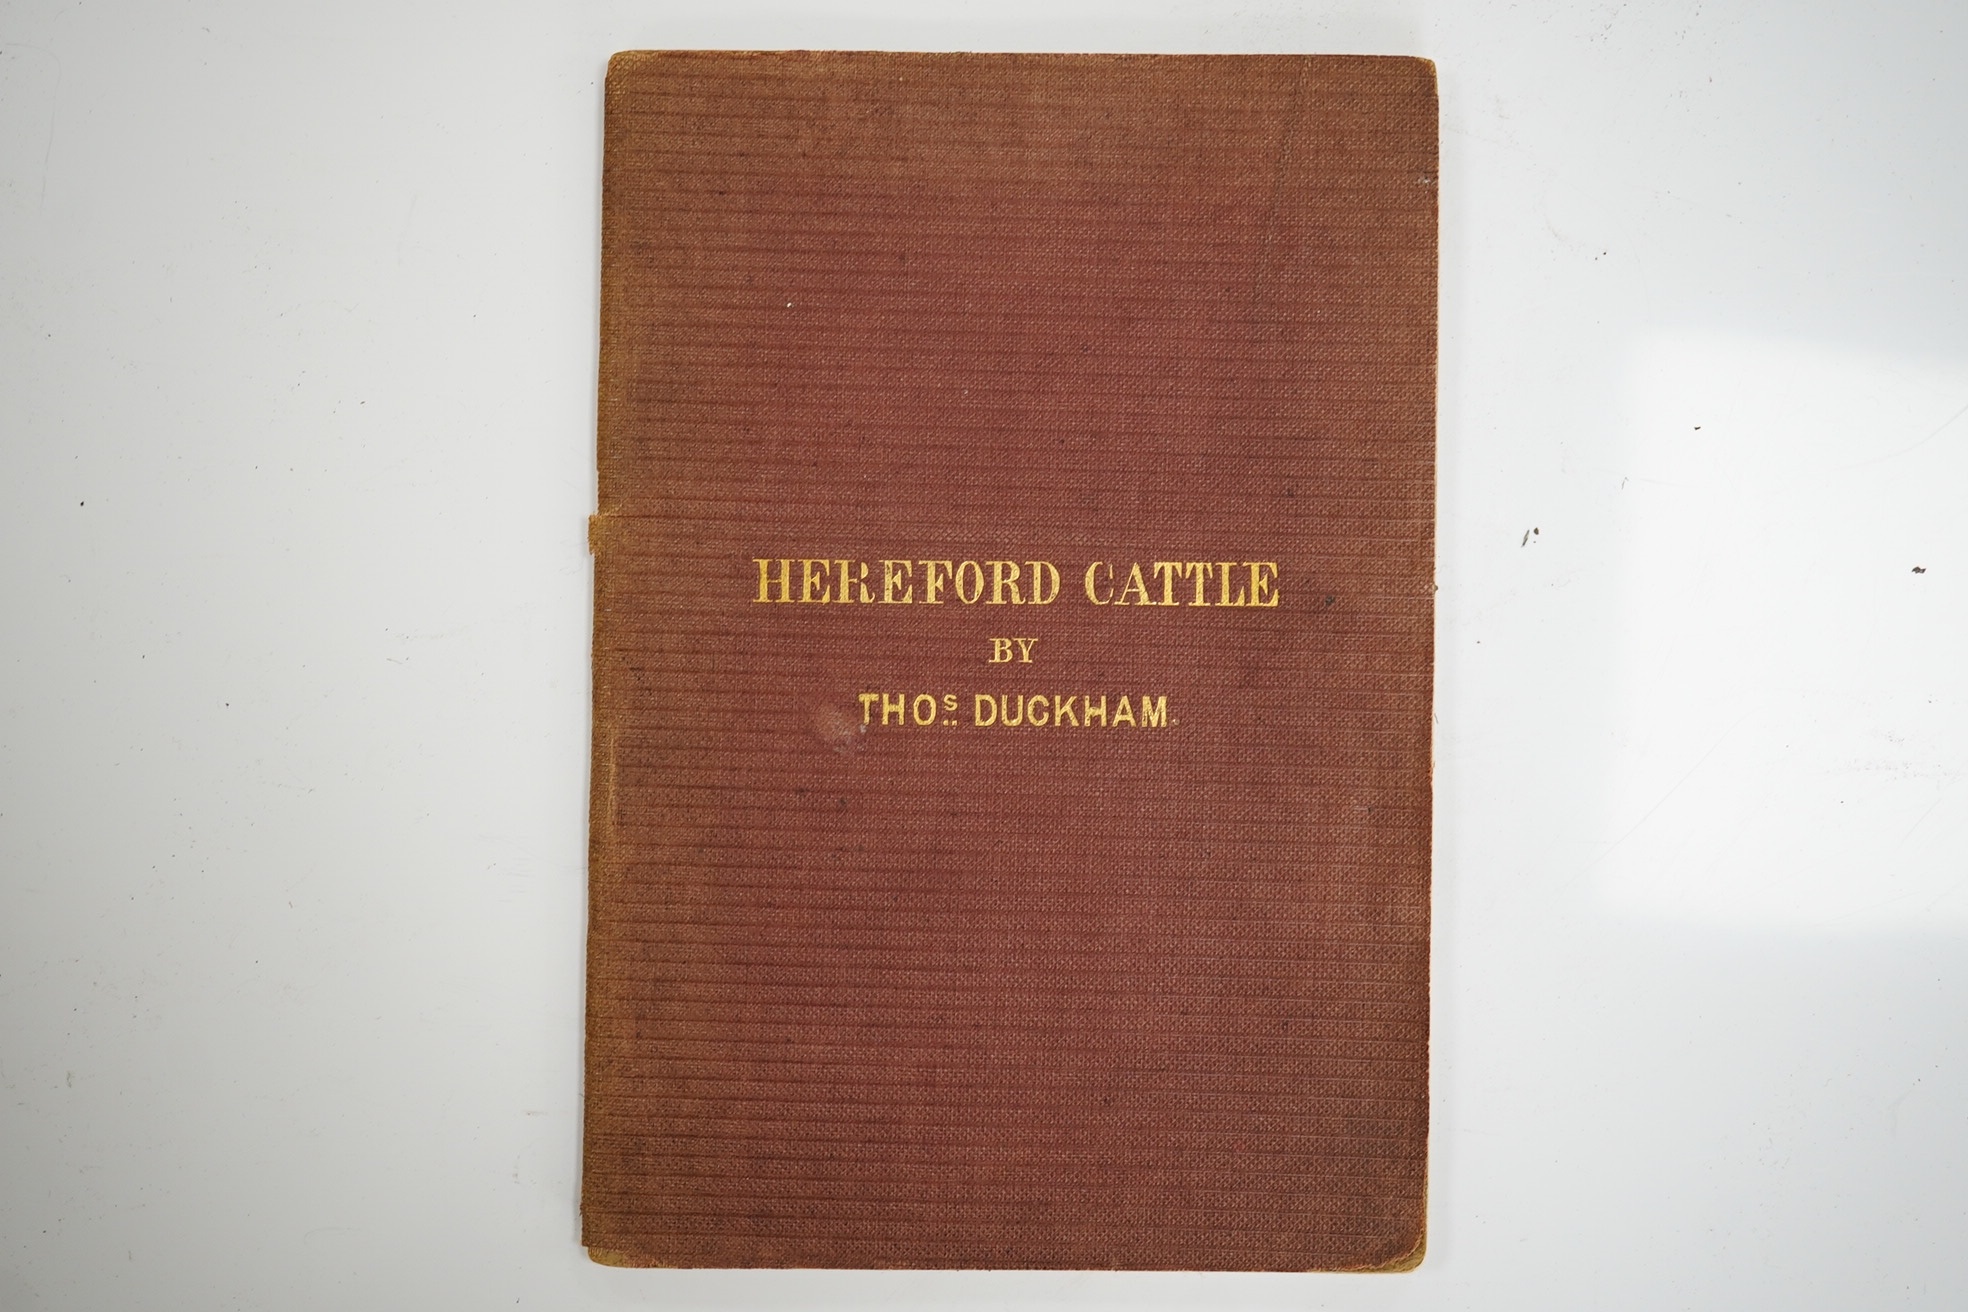 HEREFORD CATTLE
BY
THOS. DUCKHAM.